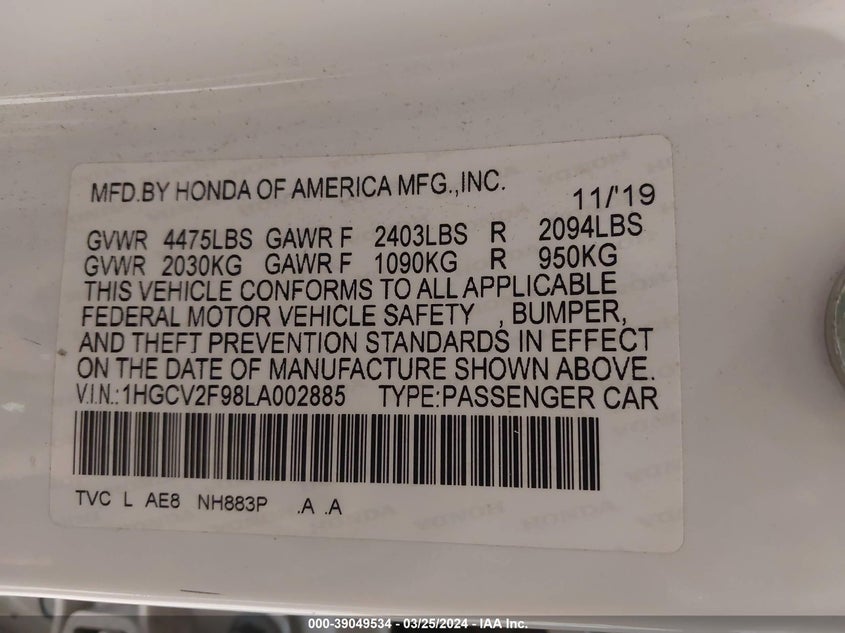 MFD.BY HONDA OF AMERICA MFG.,INC. 11/'19
GVWR 4475LBS GAWR F 2403LBS R 2094LBS
GVWR 2030KG GAWR F 1090KG R 950KG
THIS VEHICLE CONFORMS TO ALL APPLICABLE
FEDERAL MOTOR VEHICLE SAFETY , BUMPER,
AND THEFT PREVENTION STANDARDS IN EFFECT
ON THE DATE OF MANUFACTURE SHOWN ABOVE.
V.I.N.:1HGCV2F98LA002885 TYPE:PASSENGER CAR
TVC L AE8 NH883P .A .A
000-39049534 - 03/25/2024 - IAA Inc.